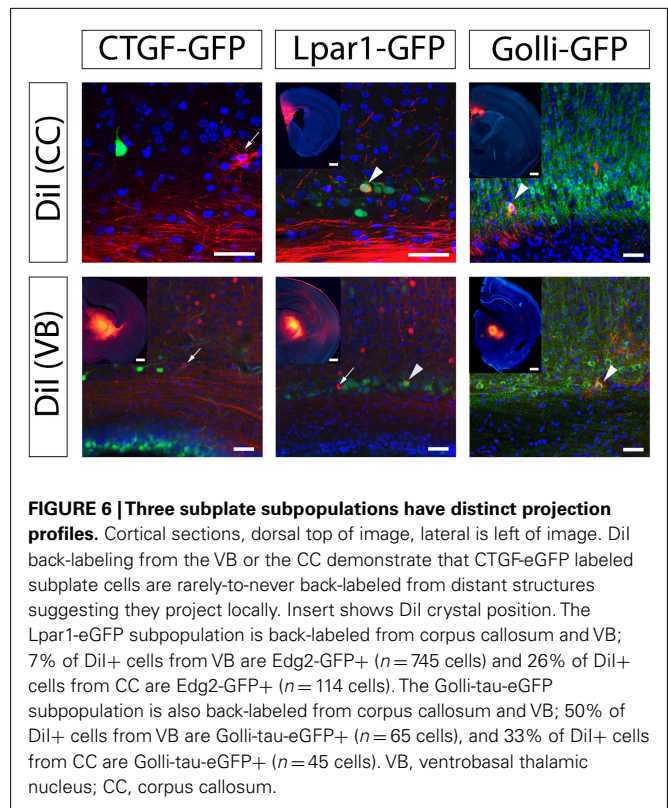 CTGF-GFP Lpar1-GFP Golli-GFP
DiI (CC)
DiI (VB)
FIGURE 6 | Three subplate subpopulations have distinct projection
profiles. Cortical sections, dorsal top of image, lateral is left of image. DiI
back-labeling from the VB or the CC demonstrate that CTGF-eGFP labeled
subplate cells are rarely-to-never back-labeled from distant structures
suggesting they project locally. Insert shows DiI crystal position. The
Lpar1-eGFP subpopulation is back-labeled from corpus callosum and VB;
7% of DiI+ cells from VB are Edg2-GFP+ (n = 745 cells) and 26% of DiI+
cells from CC are Edg2-GFP+ (n = 114 cells). The Golli-tau-eGFP
subpopulation is also back-labeled from corpus callosum and VB; 50% of
DiI+ cells from VB are Golli-tau-eGFP+ (n = 65 cells), and 33% of DiI+ cells
from CC are Golli-tau-eGFP+ (n = 45 cells). VB, ventrobasal thalamic
nucleus; CC, corpus callosum.